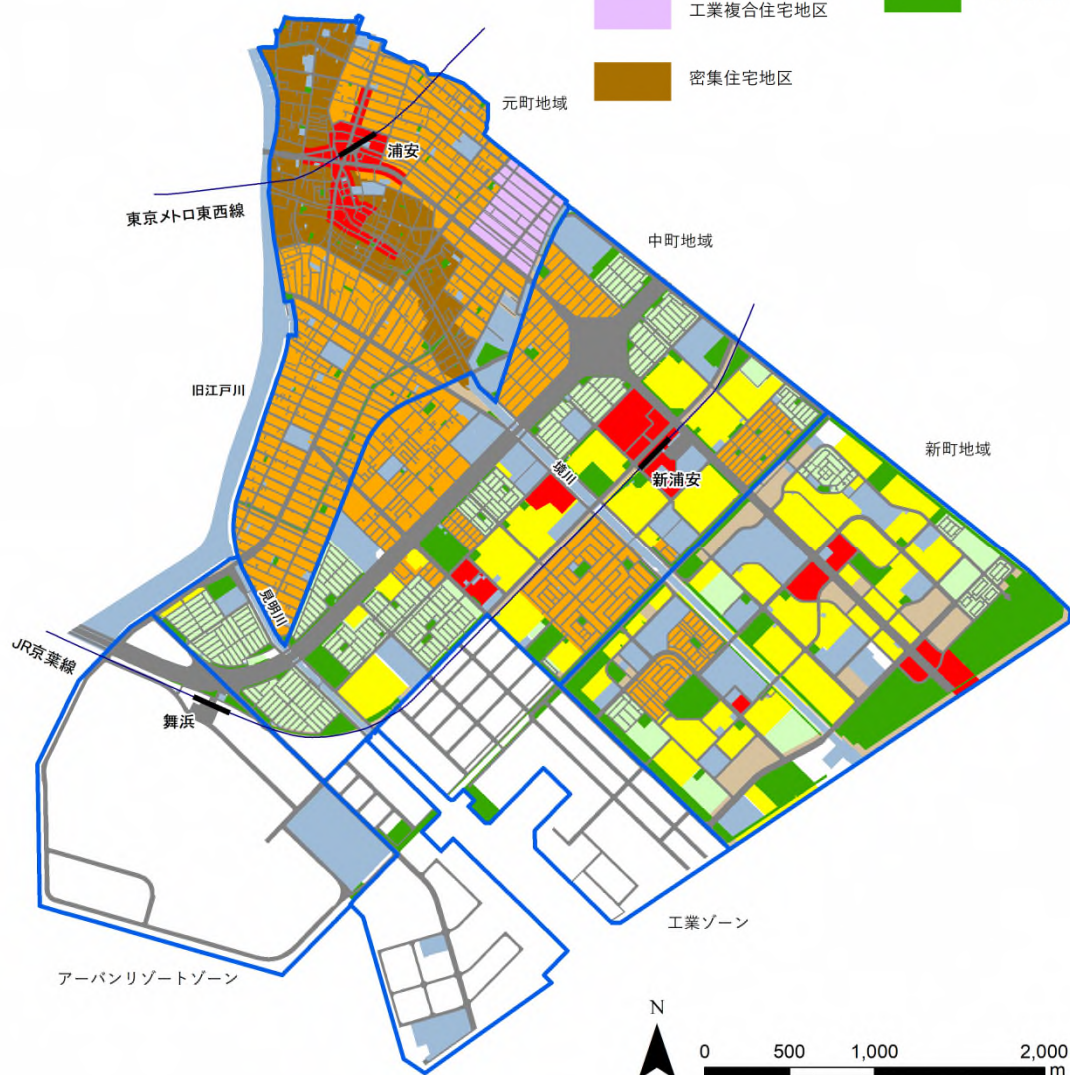 工業複合住宅地区
密集住宅地区
元町地域
浦安
東京メトロ東西線
中町地域
旧江戸川
新町地域
境川
新浦安
見明川
JR京葉線
舞浜
工業ゾーン
アーバンリゾートゾーン
N
0 500 1,000 2,000
m